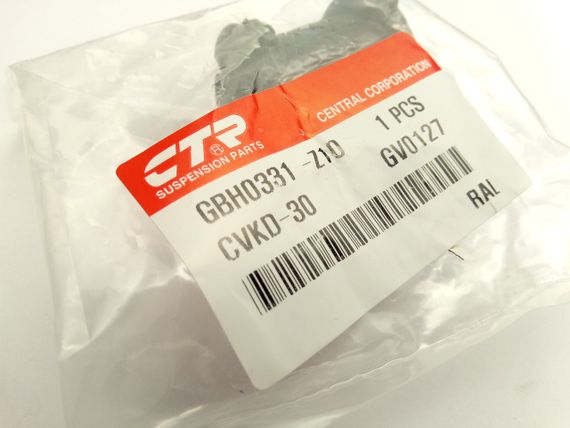 CTR®
SUSPENSION PARTS
CENTRAL CORPORATION
GBH0331 -Z10 1 PCS
CVKD-30 GV0127
RAL